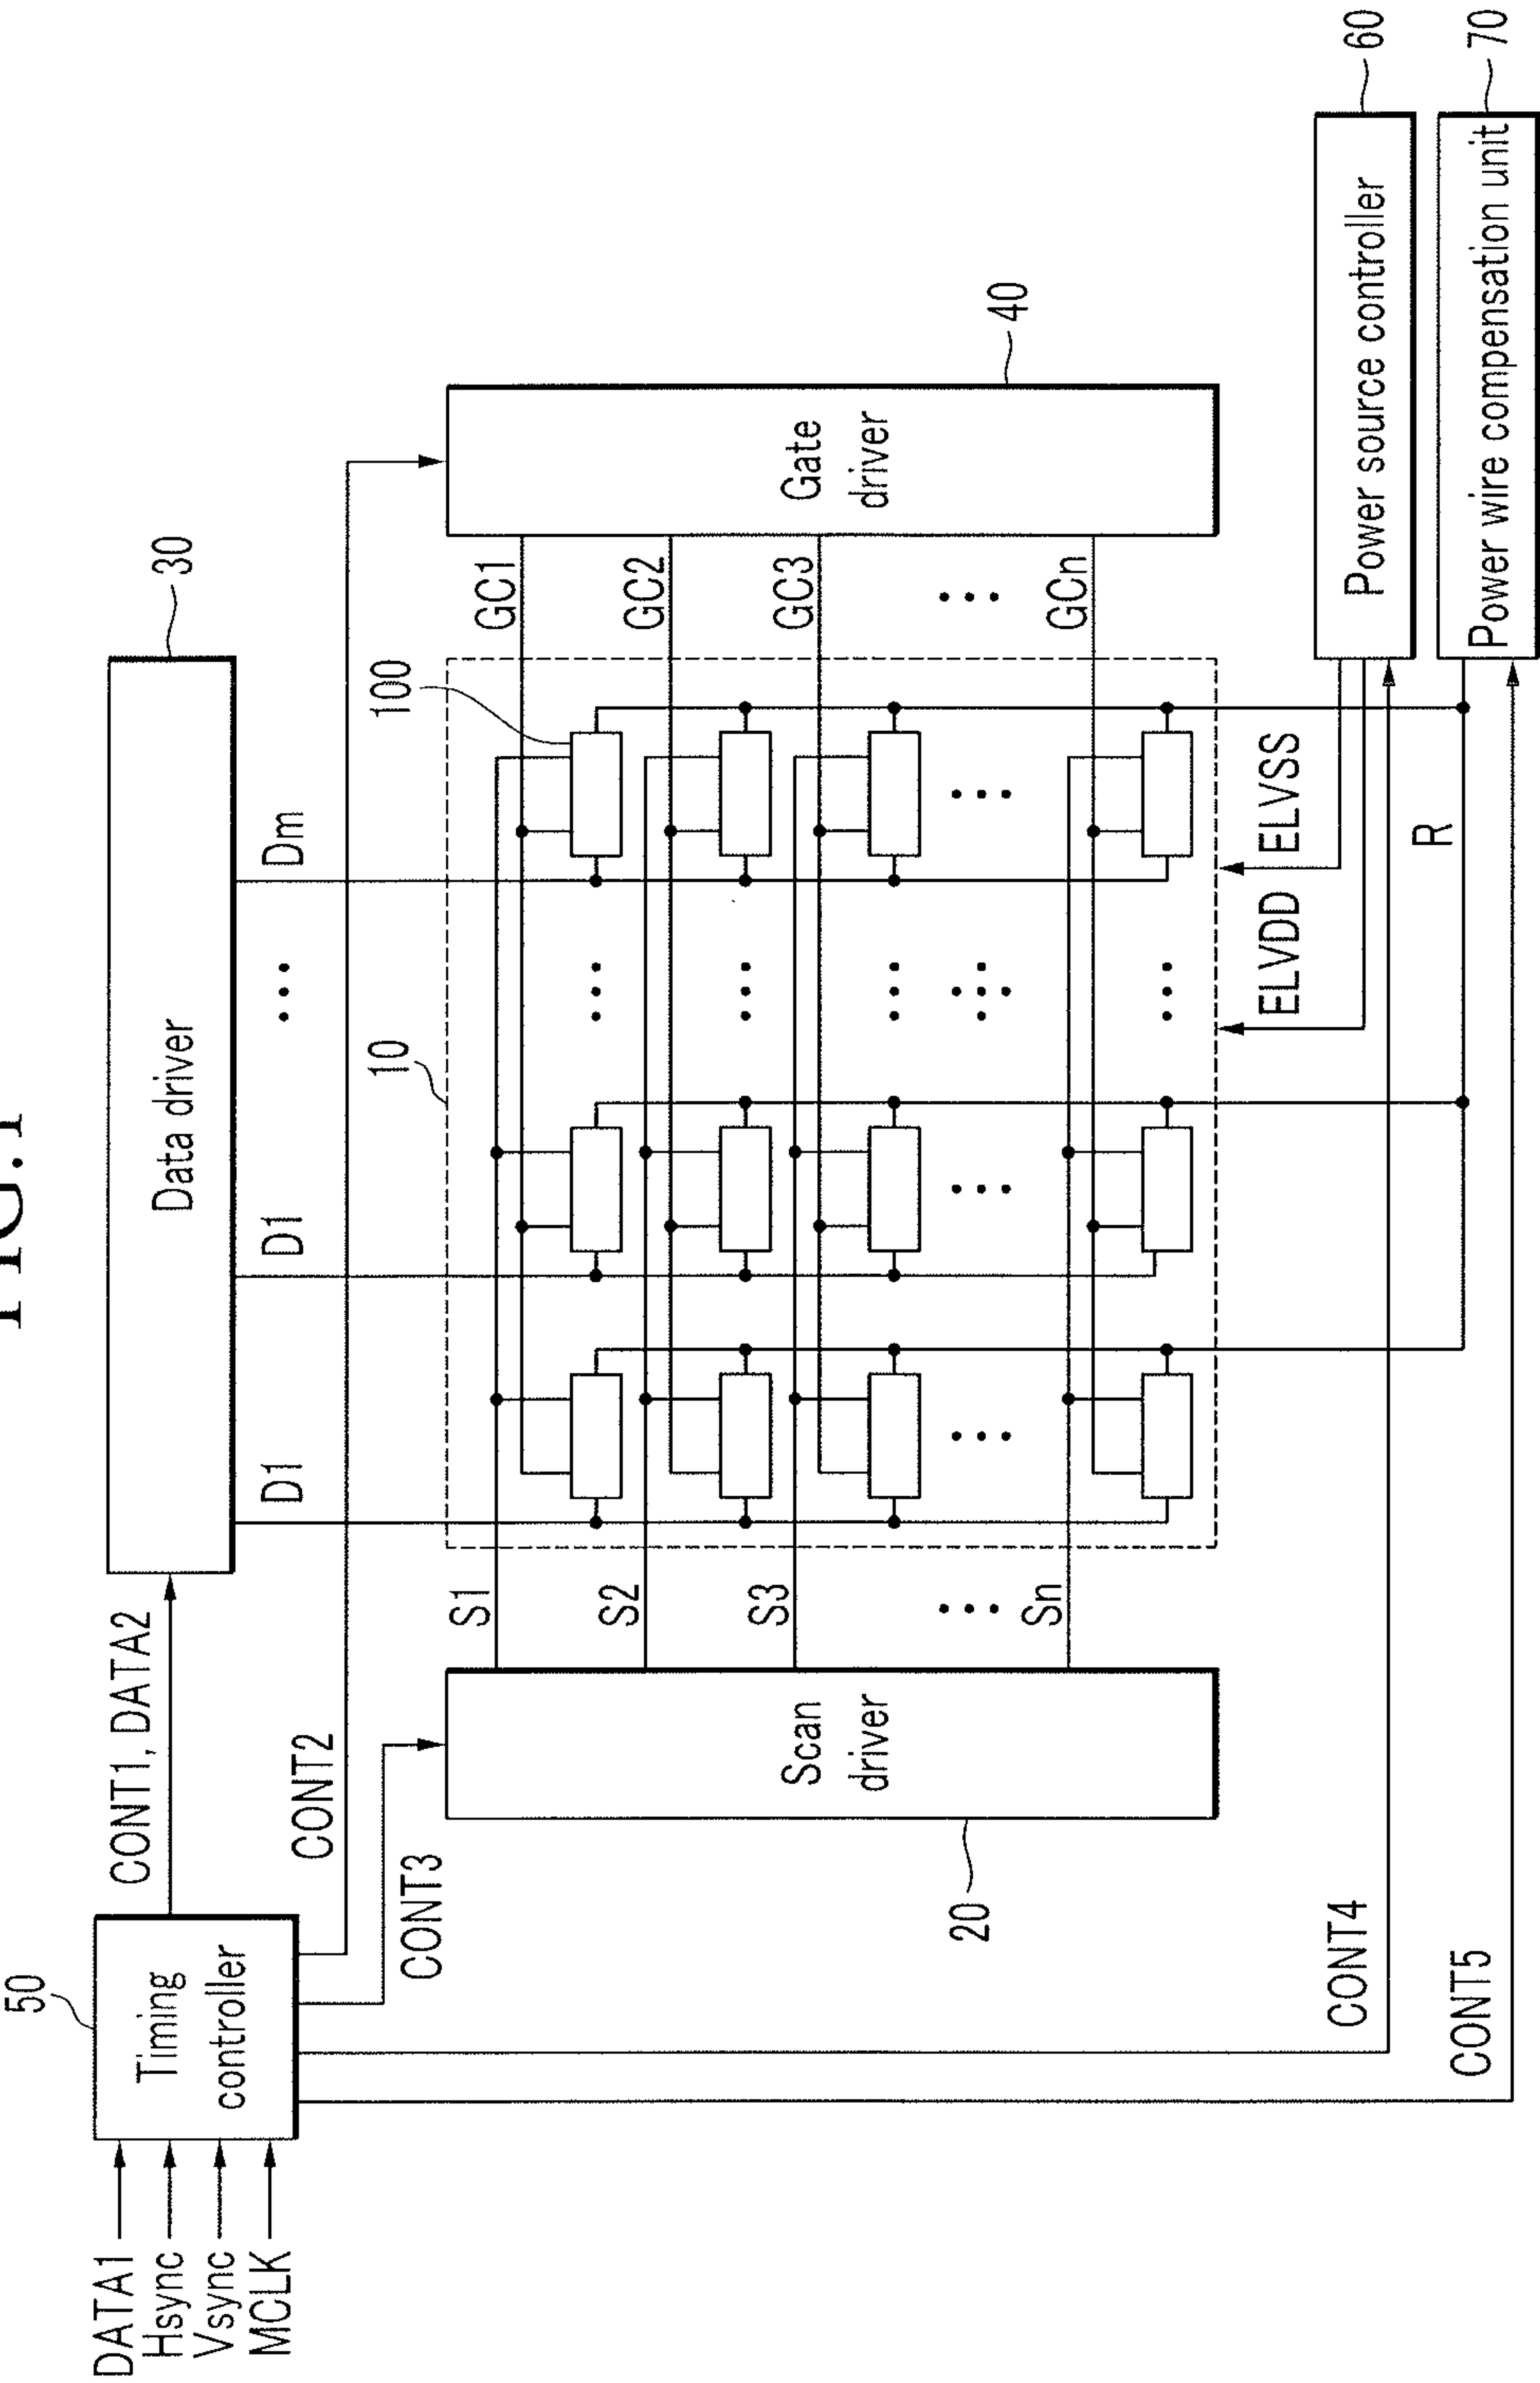 FIG. 1
50
DATA1
Hsync
Vsync
MCLK
Timing
controller
CONT1, DATA2
CONT2
CONT3
Data driver
30
D1
D1
...
Dm
10
100
S1
S2
S3
...
Sn
Scan
driver
20
GC1
GC2
GC3
...
GCn
Gate
driver
40
ELVDD
ELVSS
CONT4
Power source controller
60
R
CONT5
Power wire compensation unit
70